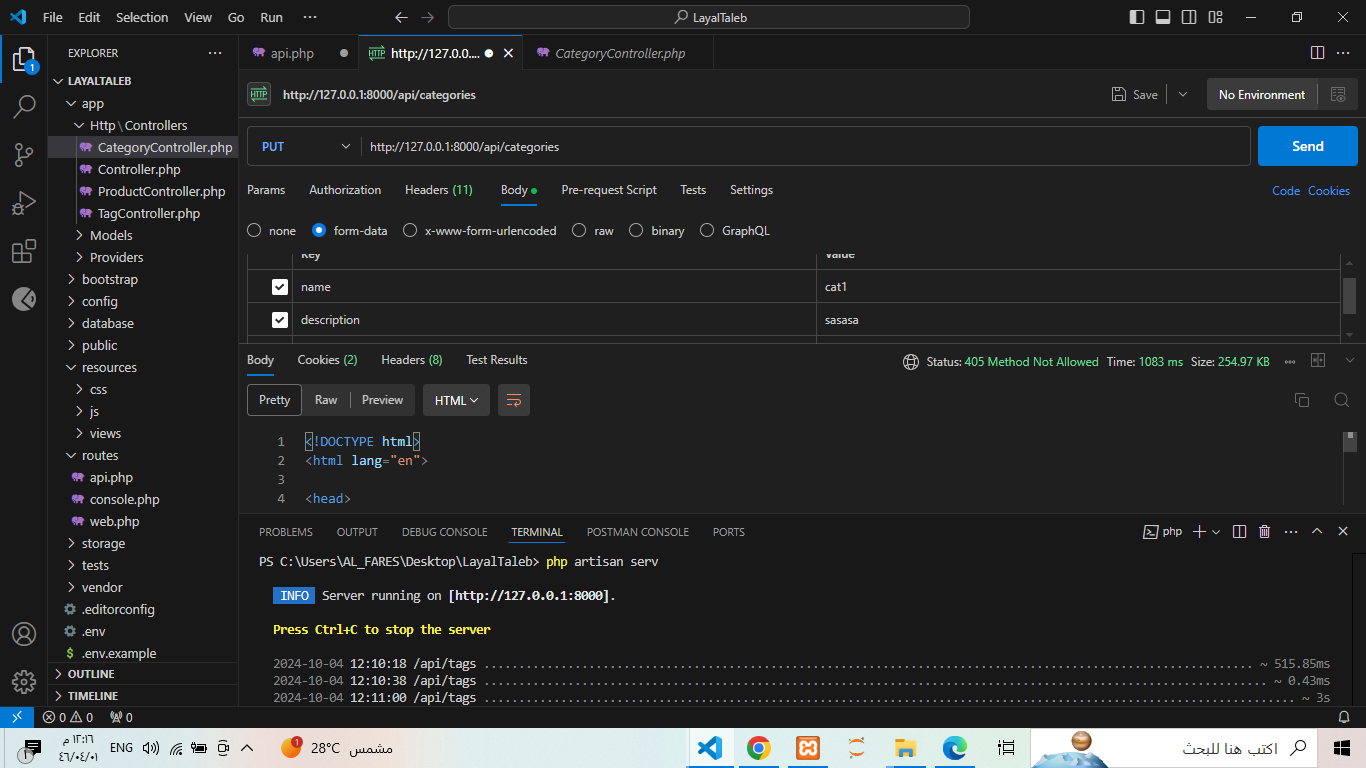 File Edit Selection View Go Run ··· LayalTaleb
EXPLORER ···
LAYALTALEB
app
Http\Controllers
CategoryController.php
Controller.php
ProductController.php
TagController.php
Models
Providers
bootstrap
config
database
public
resources
css
js
views
routes
api.php
console.php
web.php
storage
tests
vendor
.editorconfig
.env
$ .env.example
OUTLINE
TIMELINE
1
api.php http://127.0.0.... CategoryController.php ···
HTTP http://127.0.0.1:8000/api/categories Save No Environment
PUT http://127.0.0.1:8000/api/categories Send
Params Authorization Headers (11) Body Pre-request Script Tests Settings Code Cookies
none form-data x-www-form-urlencoded raw binary GraphQL
Key Value
name cat1
description sasasa
Body Cookies (2) Headers (8) Test Results Status: 405 Method Not Allowed Time: 1083 ms Size: 254.97 KB
Pretty Raw Preview HTML
1 <!DOCTYPE html>
2 <html lang="en">
3
4 <head>
PROBLEMS OUTPUT DEBUG CONSOLE TERMINAL POSTMAN CONSOLE PORTS php ···
PS C:\Users\AL_FARES\Desktop\LayalTaleb> php artisan serv
INFO Server running on [http://127.0.0.1:8000].
Press Ctrl+C to stop the server
2024-10-04 12:10:18 /api/tags ........ ~ 515.85ms
2024-10-04 12:10:38 /api/tags ........ ~ 0.43ms
2024-10-04 12:11:00 /api/tags ........ ~ 3s
0 0 0
1 ١٢:١٦ م
٤٦/٠٤/٠١ ENG 1 28°C مشمس اكتب هنا للبحث